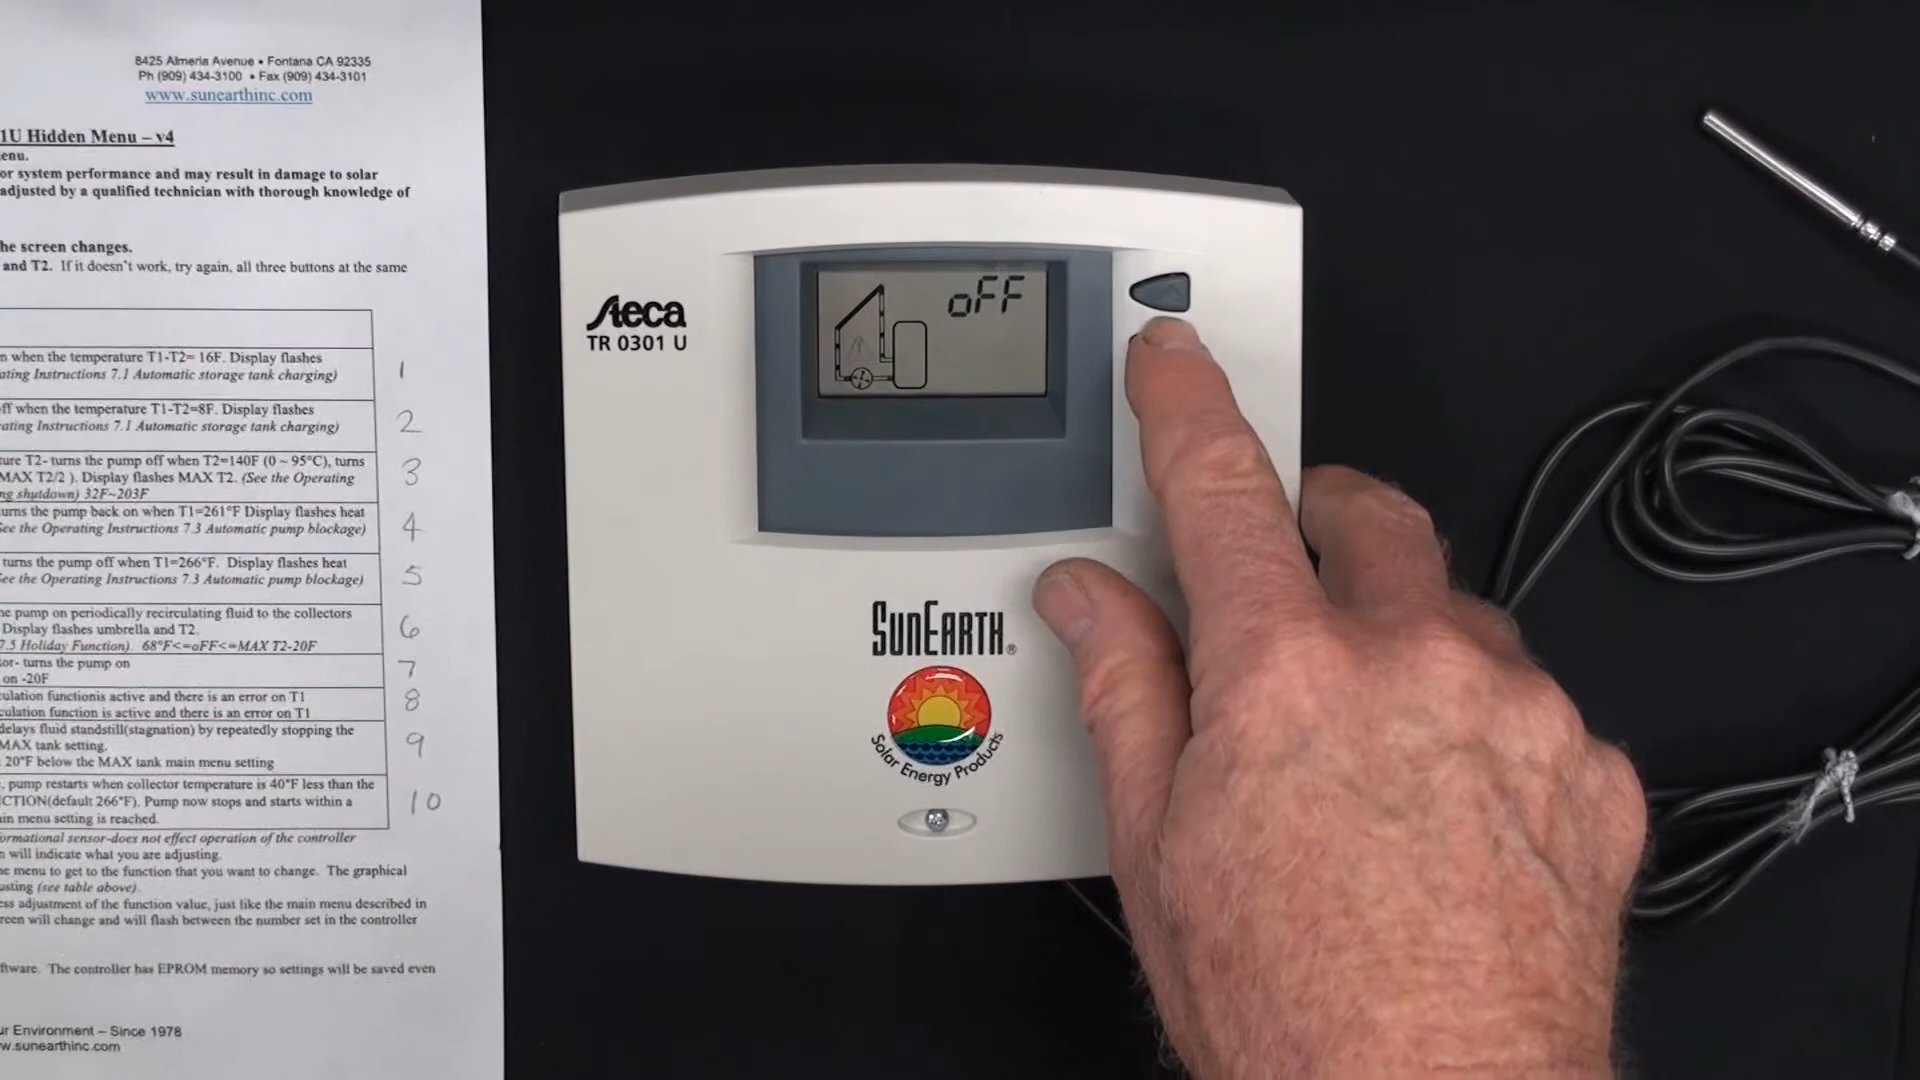 8425 Almeria Avenue • Fontana CA 92335
Ph (909) 434-3100 • Fax (909) 434-3101
www.sunearthinc.com
1U Hidden Menu – v4
enu.
or system performance and may result in damage to solar
adjusted by a qualified technician with thorough knowledge of
he screen changes.
and T2. If it doesn't work, try again, all three buttons at the same
n when the temperature T1-T2= 16F. Display flashes
ating Instructions 7.1 Automatic storage tank charging)
1
ff when the temperature T1-T2=8F. Display flashes
ating Instructions 7.1 Automatic storage tank charging)
2
ure T2- turns the pump off when T2=140F (0 ~ 95°C), turns
MAX T2/2 ). Display flashes MAX T2. (See the Operating
ng shutdown) 32F~203F
3
urns the pump back on when T1=261°F Display flashes heat
See the Operating Instructions 7.3 Automatic pump blockage)
4
turns the pump off when T1=266°F. Display flashes heat
See the Operating Instructions 7.3 Automatic pump blockage)
5
he pump on periodically recirculating fluid to the collectors
Display flashes umbrella and T2.
7.5 Holiday Function). 68°F<=oFF<=MAX T2-20F
6
tor- turns the pump on
on -20F
7
culation functionis active and there is an error on T1
culation function is active and there is an error on T1
8
delays fluid standstill(stagnation) by repeatedly stopping the
MAX tank setting.
20°F below the MAX tank main menu setting
9
, pump restarts when collector temperature is 40°F less than the
CTION(default 266°F). Pump now stops and starts within a
ain menu setting is reached.
10
formational sensor-does not effect operation of the controller
n will indicate what you are adjusting.
he menu to get to the function that you want to change. The graphical
usting (see table above).
ess adjustment of the function value, just like the main menu described in
reen will change and will flash between the number set in the controller
ftware. The controller has EPROM memory so settings will be saved even
ur Environment – Since 1978
w.sunearthinc.com
Steca
TR 0301 U
oFF
SUNEARTH®
Solar Energy Products